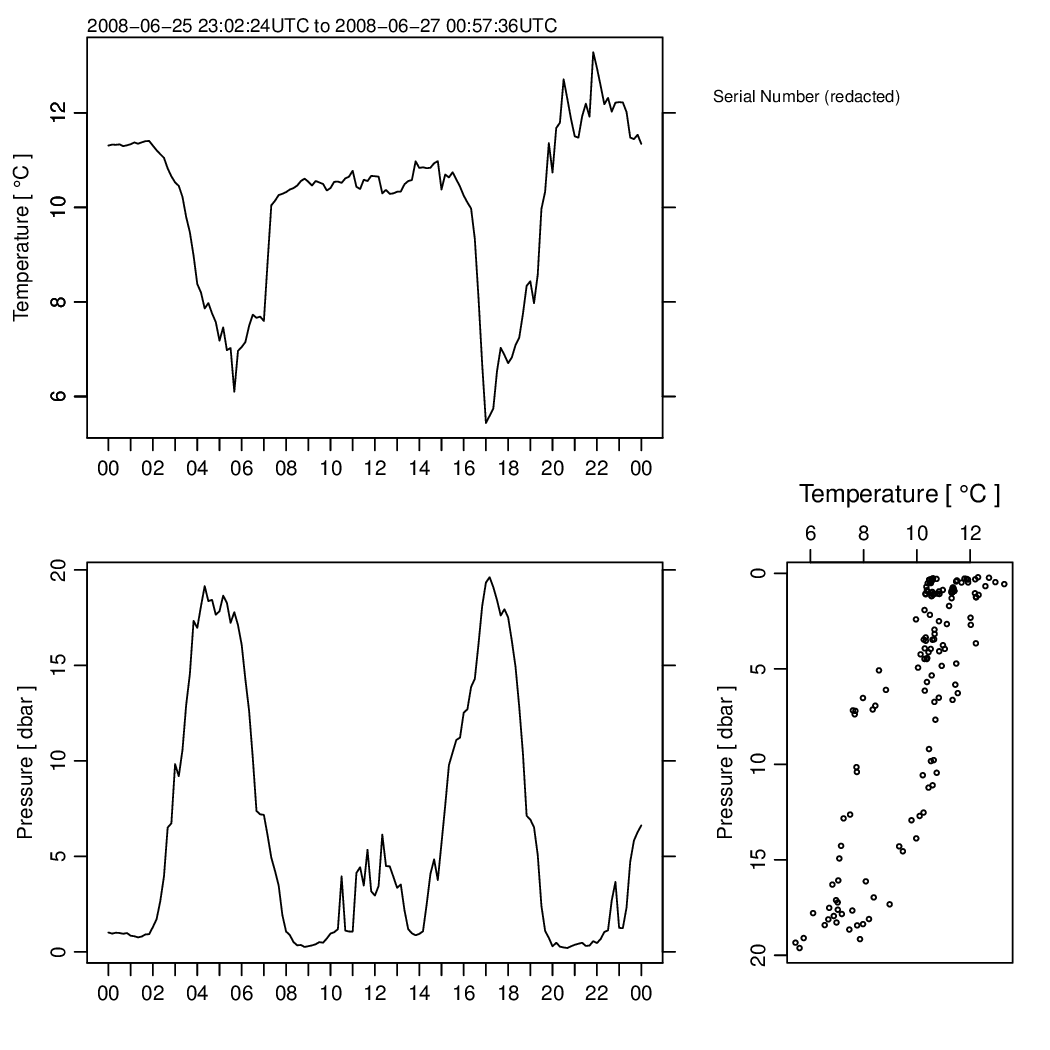 2008−06−25 23:02:24UTC to 2008−06−27 00:57:36UTC
Serial Number (redacted)
Temperature [ °C ]
12
10
8
6
00 02 04 06 08 10 12 14 16 18 20 22 00
Temperature [ °C ]
6 8 10 12
Pressure [ dbar ]
20
15
10
5
0
00 02 04 06 08 10 12 14 16 18 20 22 00
Pressure [ dbar ]
0
5
10
15
20